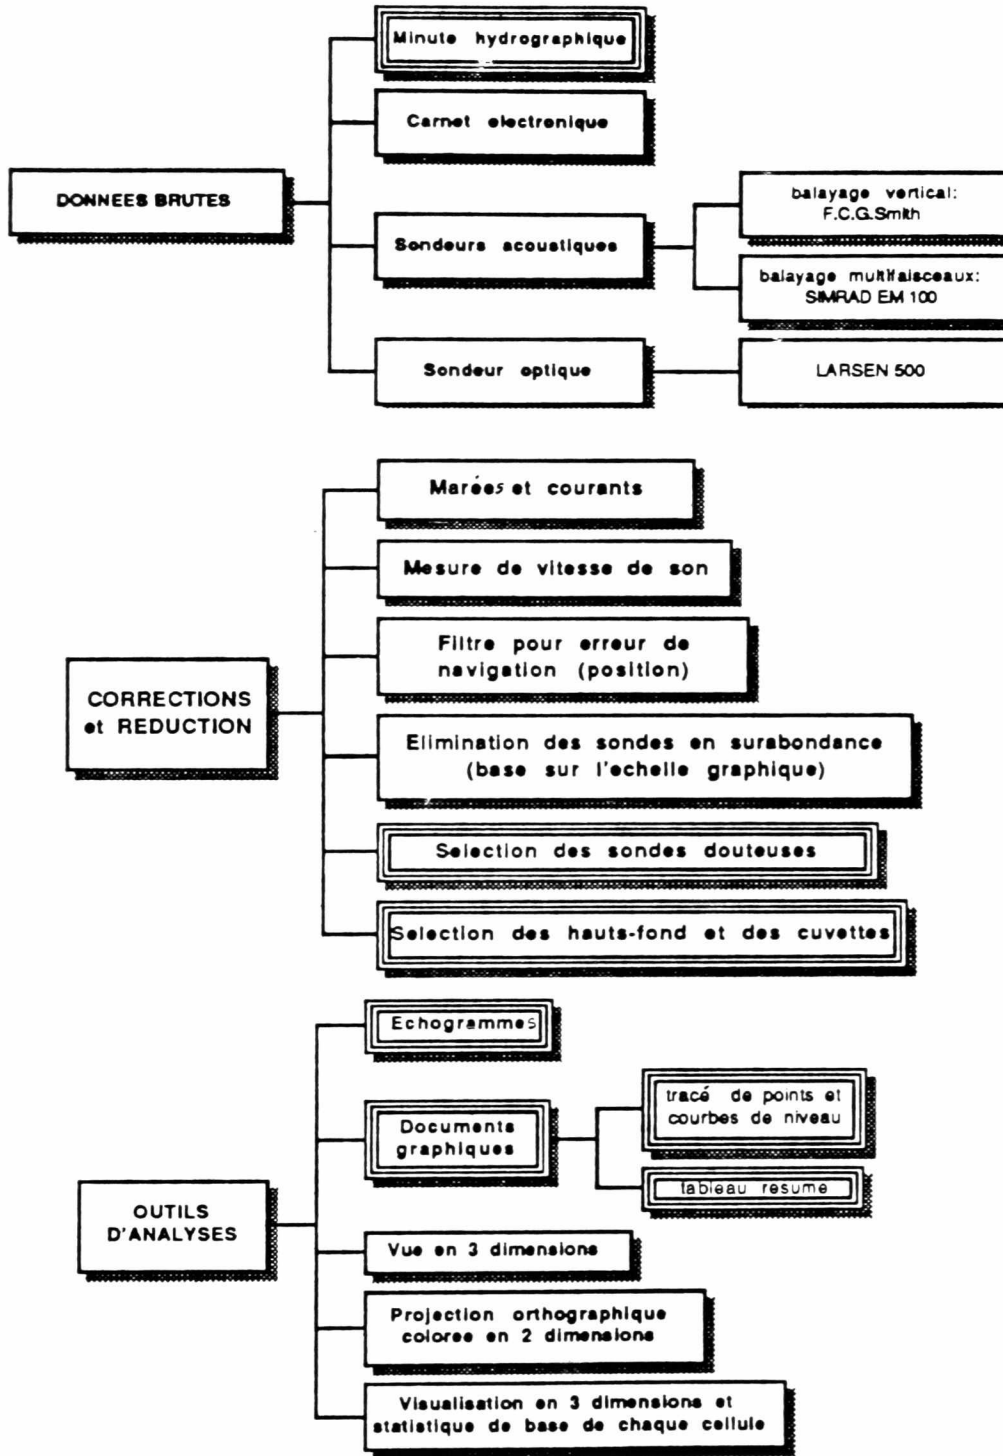 Minute hydrographique
Carnet electronique
DONNEES BRUTES
Sondeurs acoustiques
balayage vertical:
F.C.G.Smith
balayage multifaisceaux:
SIMRAD EM 100
Sondeur optique
LARSEN 500
Marées et courants
Mesure de vitesse de son
Filtre pour erreur de
navigation (position)
CORRECTIONS
et REDUCTION
Elimination des sondes en surabondance
(base sur l'echelle graphique)
Selection des sondes douteuses
Selection des hauts-fond et des cuvettes
Echogrammes
Documents
graphiques
tracé de points et
courbes de niveau
tableau resume
OUTILS
D'ANALYSES
Vue en 3 dimensions
Projection orthographique
coloree en 2 dimensions
Visualisation en 3 dimensions et
statistique de base de chaque cellule